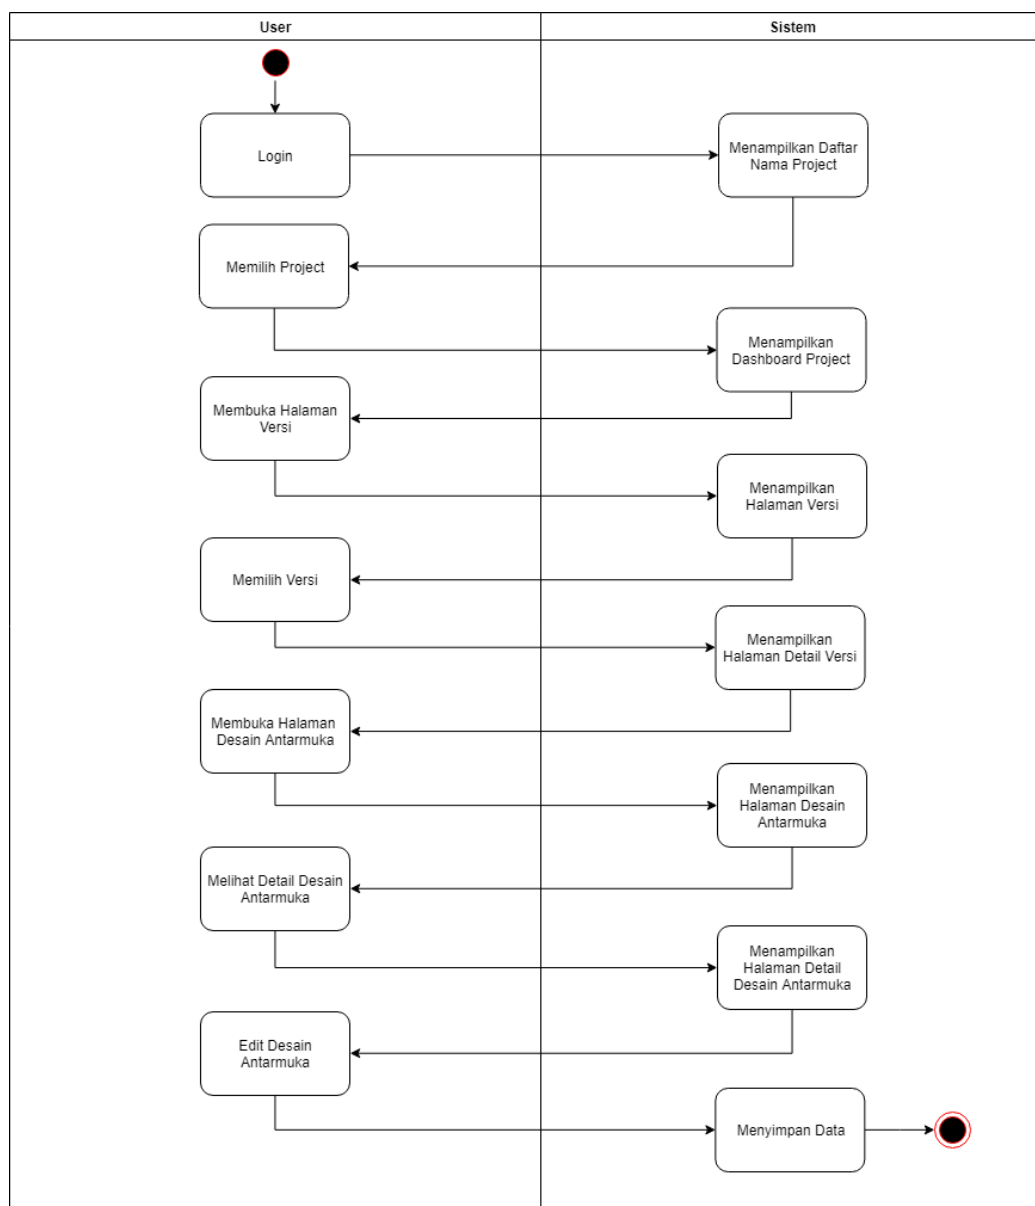 User
Sistem
Login
Menampilkan Daftar
Nama Project
Memilih Project
Menampilkan
Dashboard Project
Membuka Halaman
Versi
Menampilkan
Halaman Versi
Memilih Versi
Menampilkan
Halaman Detail Versi
Membuka Halaman
Desain Antarmuka
Menampilkan
Halaman Desain
Antarmuka
Melihat Detail Desain
Antarmuka
Menampilkan
Halaman Detail
Desain Antarmuka
Edit Desain
Antarmuka
Menyimpan Data